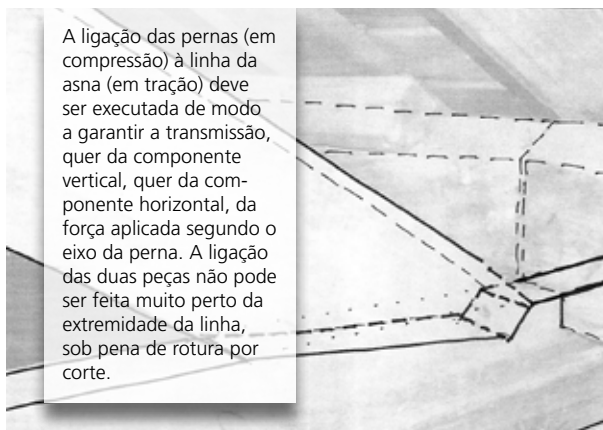 A ligação das pernas (em
compressão) à linha da
asna (em tração) deve
ser executada de modo
a garantir a transmissão,
quer da componente
vertical, quer da com-
ponente horizontal, da
força aplicada segundo o
eixo da perna. A ligação
das duas peças não pode
ser feita muito perto da
extremidade da linha,
sob pena de rotura por
corte.